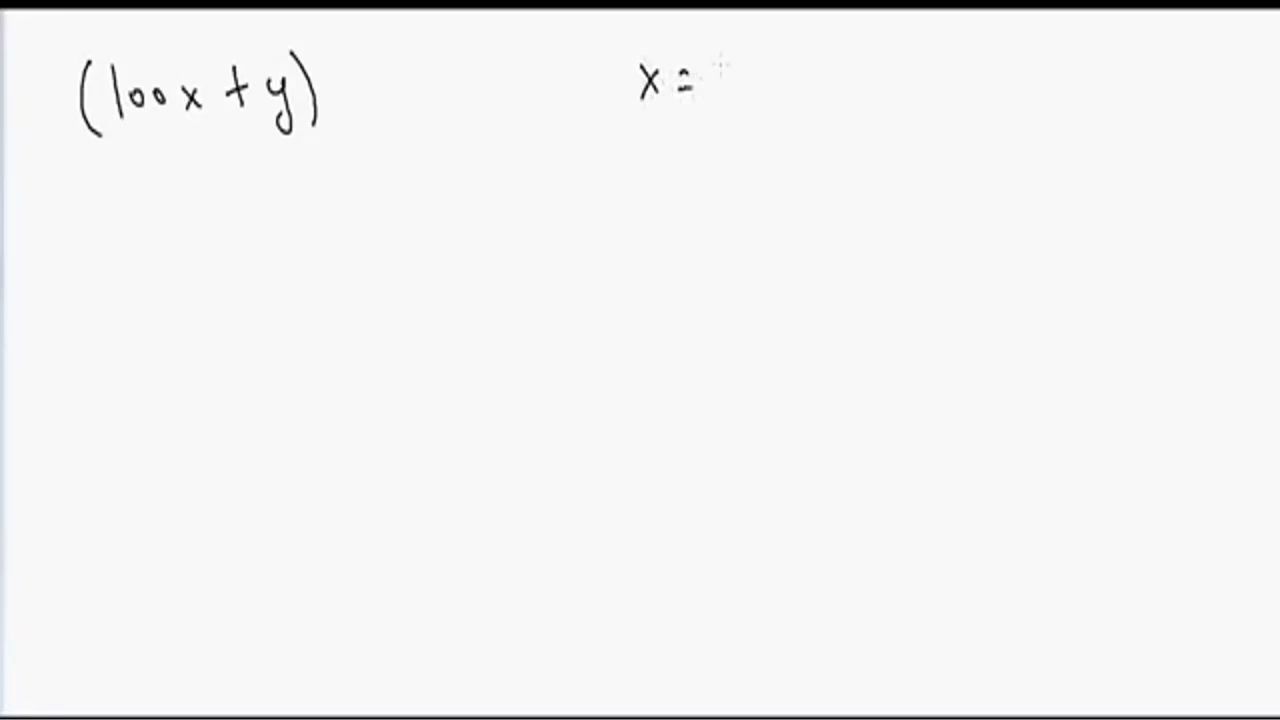 (100x + y) x =